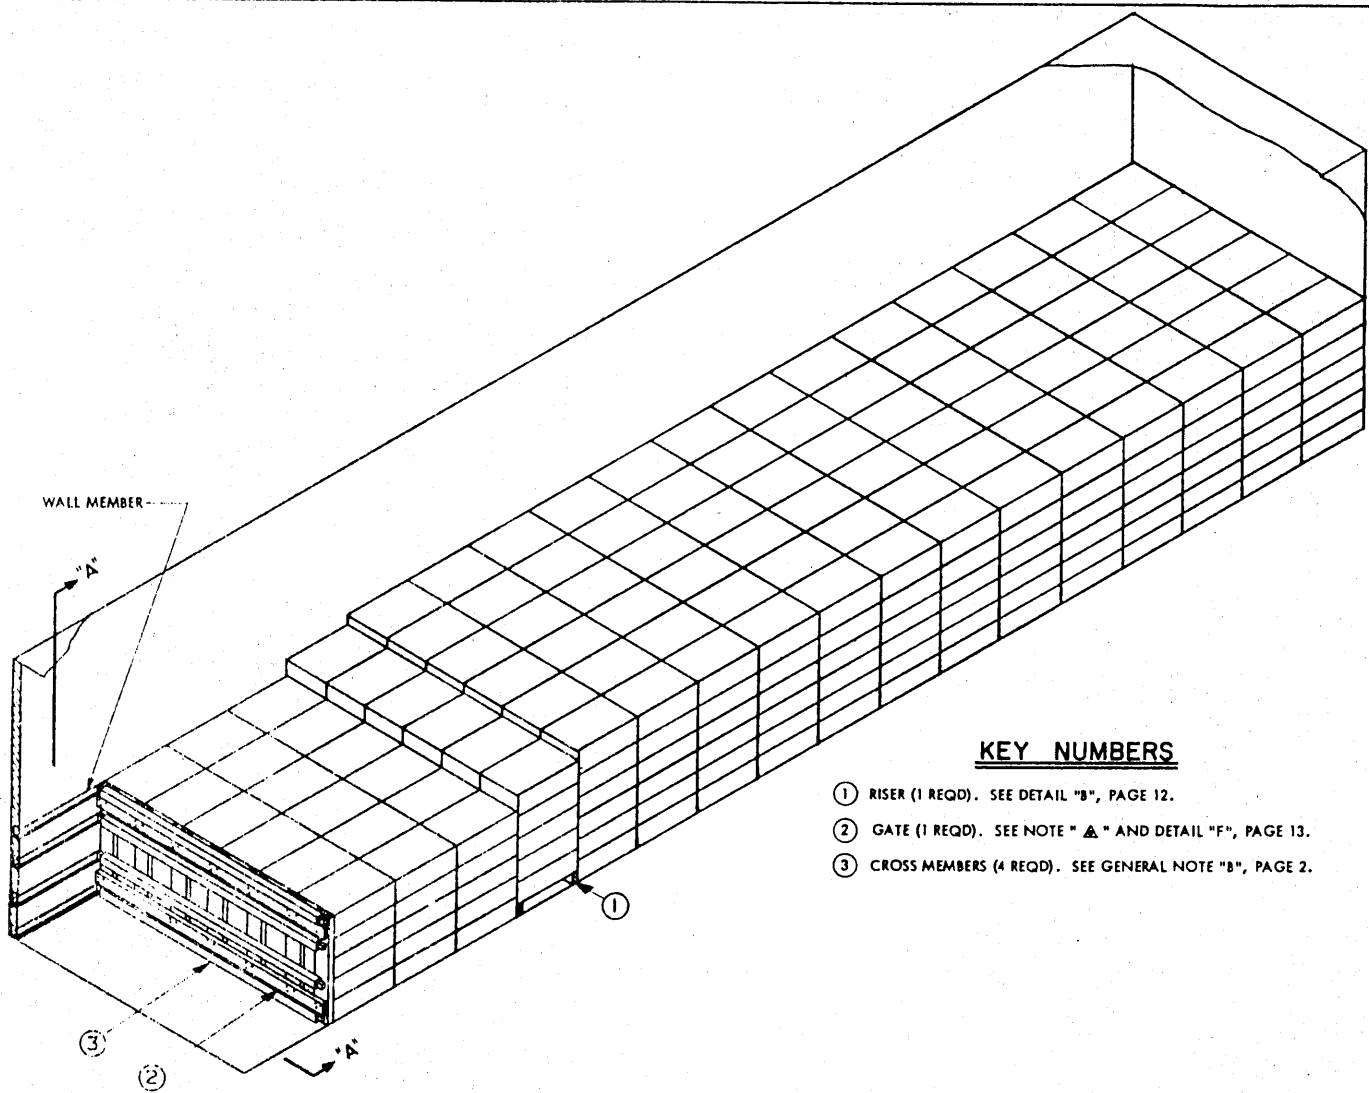 WALL MEMBER
"A"
KEY NUMBERS
① RISER (1 REQD). SEE DETAIL "B", PAGE 12.
② GATE (1 REQD). SEE NOTE " " AND DETAIL "F", PAGE 13.
③ CROSS MEMBERS (4 REQD). SEE GENERAL NOTE "B", PAGE 2.
1
3
2
"A"